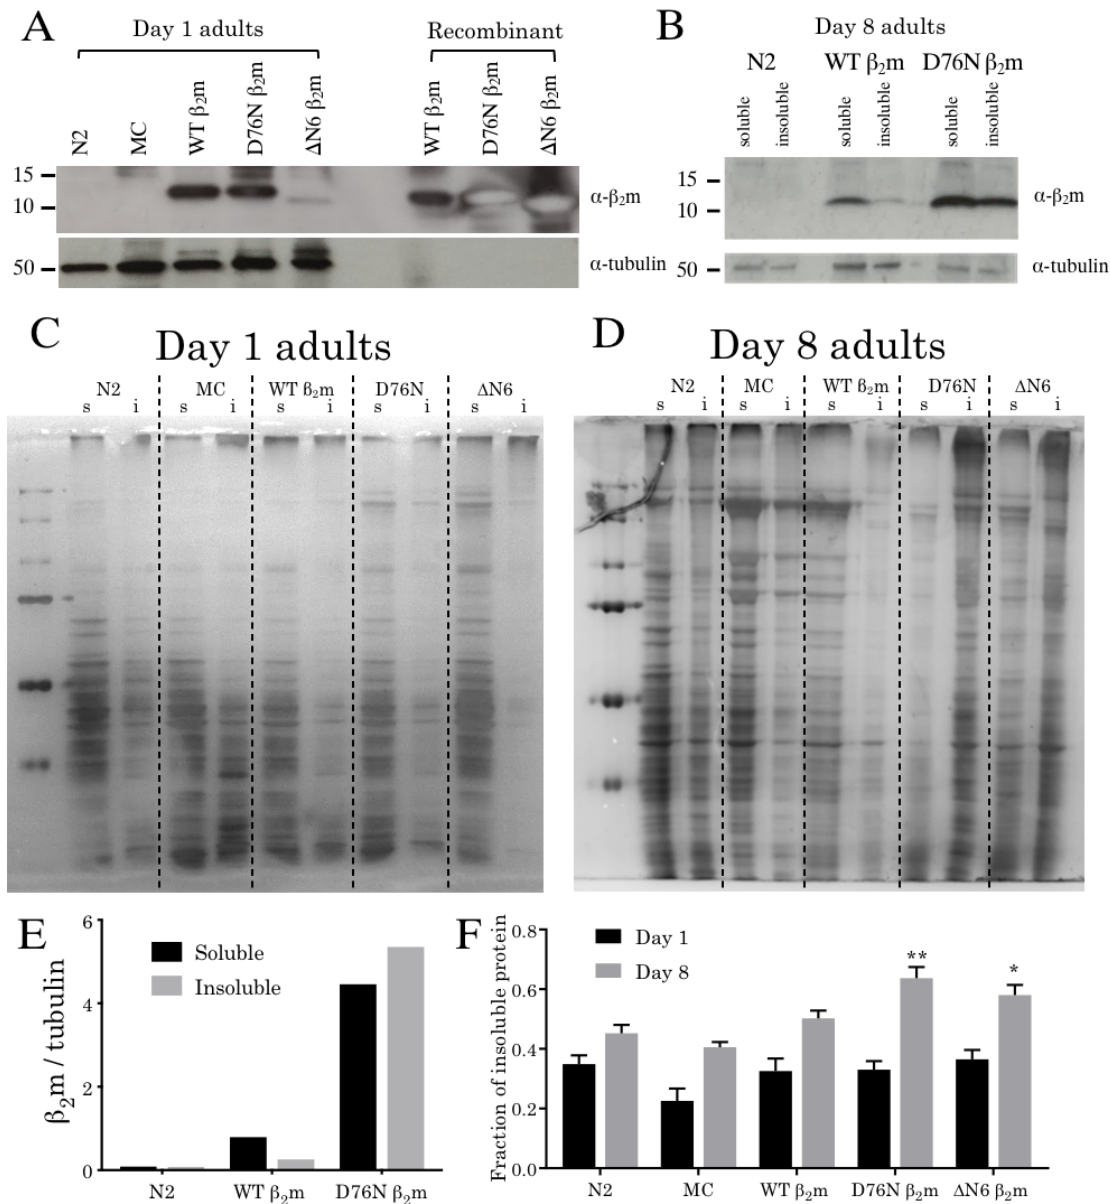 A
Day 1 adults
Recombinant
N2
MC
WT β₂m
D76N β₂m
ΔN6 β₂m
WT β₂m
D76N β₂m
ΔN6 β₂m
15
10
α-β₂m
50
α-tubulin
B
Day 8 adults
N2
WT β₂m
D76N β₂m
soluble
insoluble
soluble
insoluble
soluble
insoluble
15
10
α-β₂m
50
α-tubulin
C
Day 1 adults
N2 MC WT β₂m D76N ΔN6
s i s i s i s i s i
D
Day 8 adults
N2 MC WT β₂m D76N ΔN6
s i s i s i s i s i
E
β₂m / tubulin
6
4
2
0
Soluble
Insoluble
N2 WT β₂m D76N β₂m
F
Fraction of insoluble protein
0.8
0.6
0.4
0.2
0.0
Day 1
Day 8
**
*
N2 MC WT β₂m D76N β₂m ΔN6 β₂m